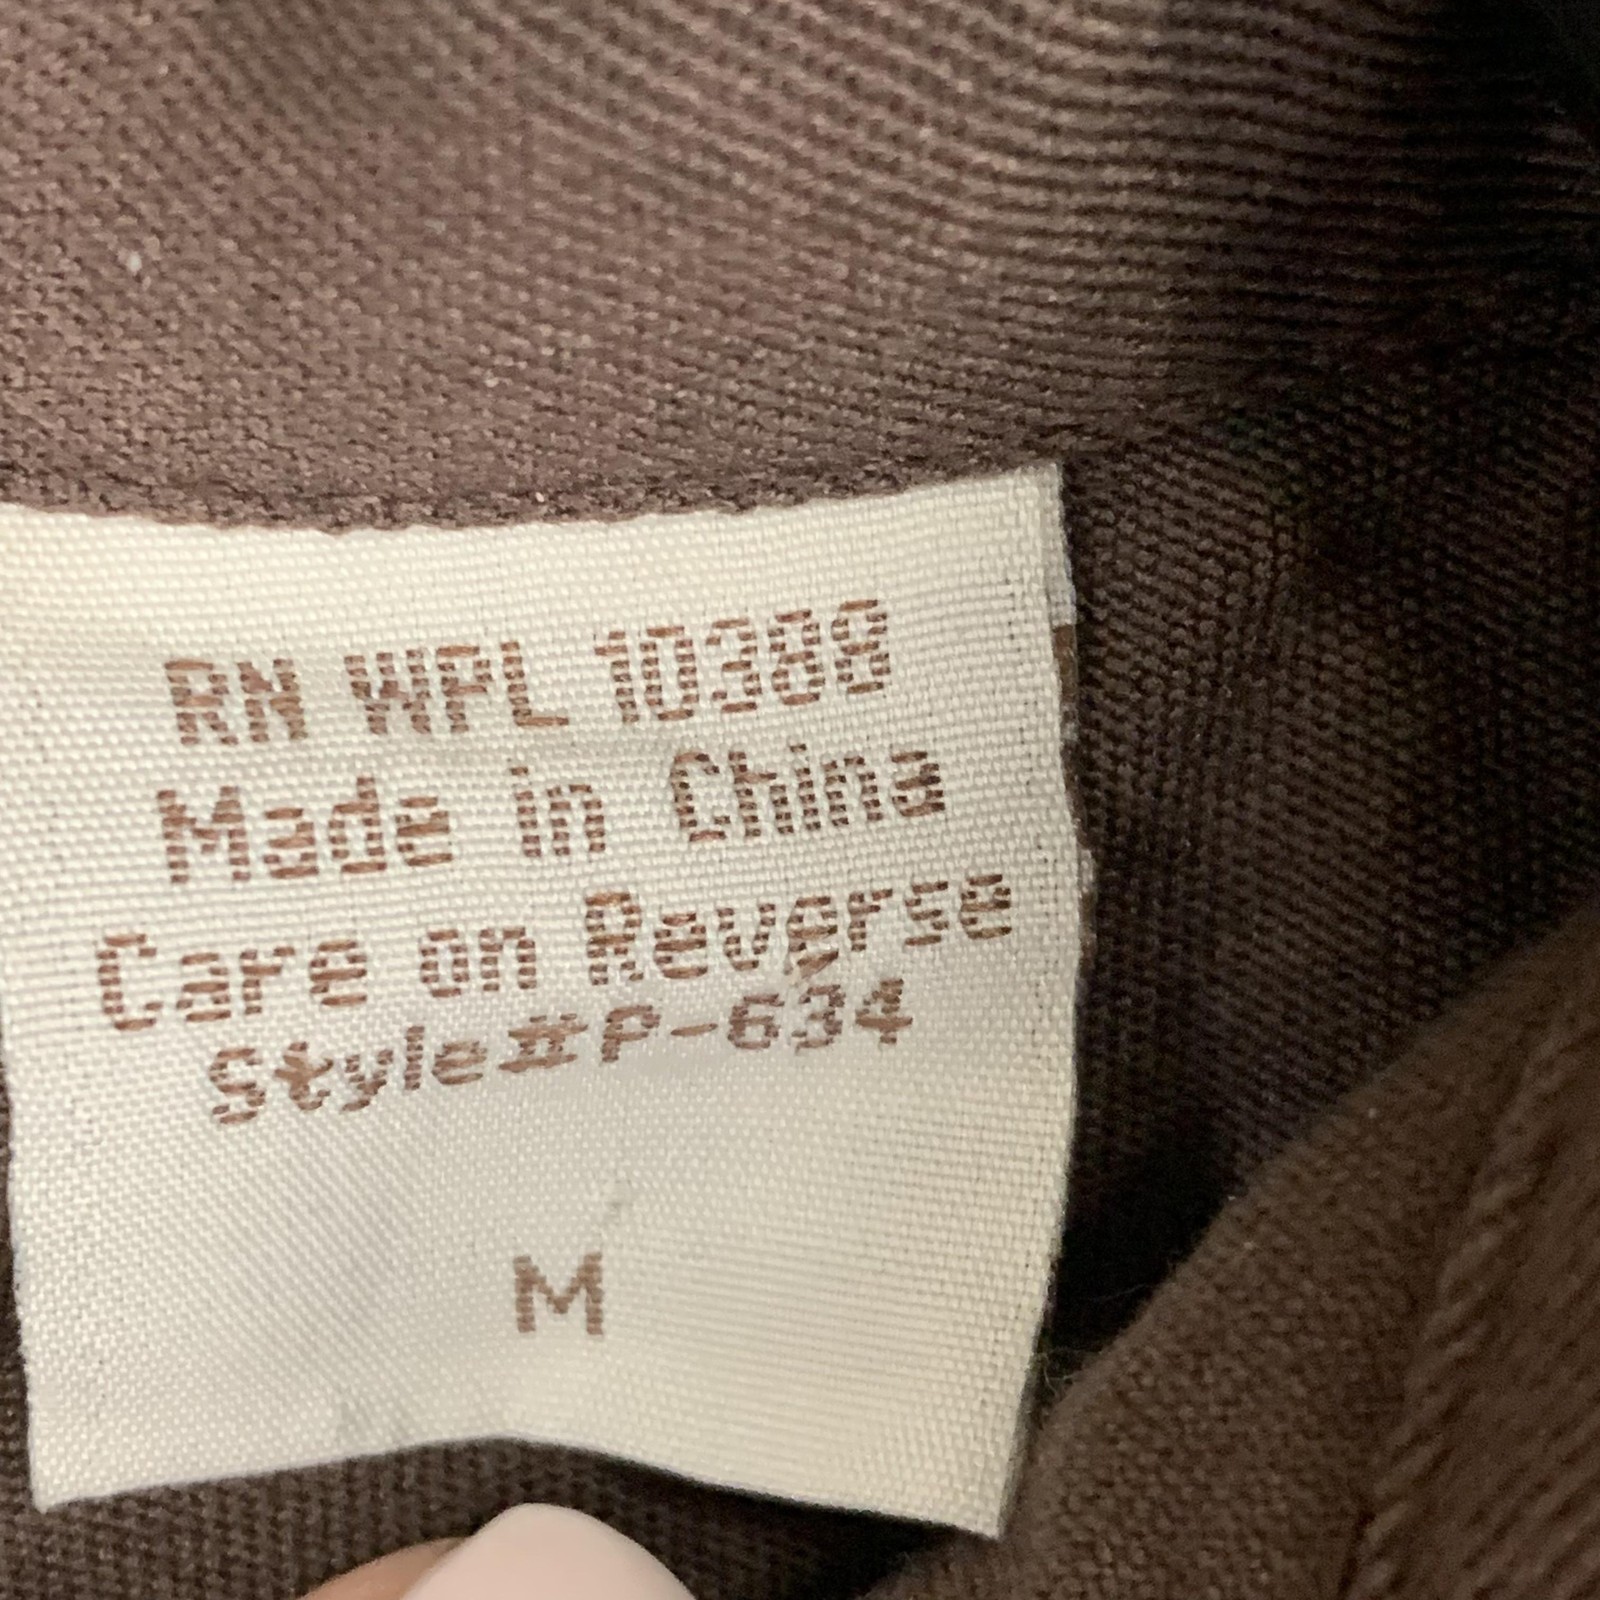 RN WPL 10388
Made in China
Care on Reverse
Style#P-634
M